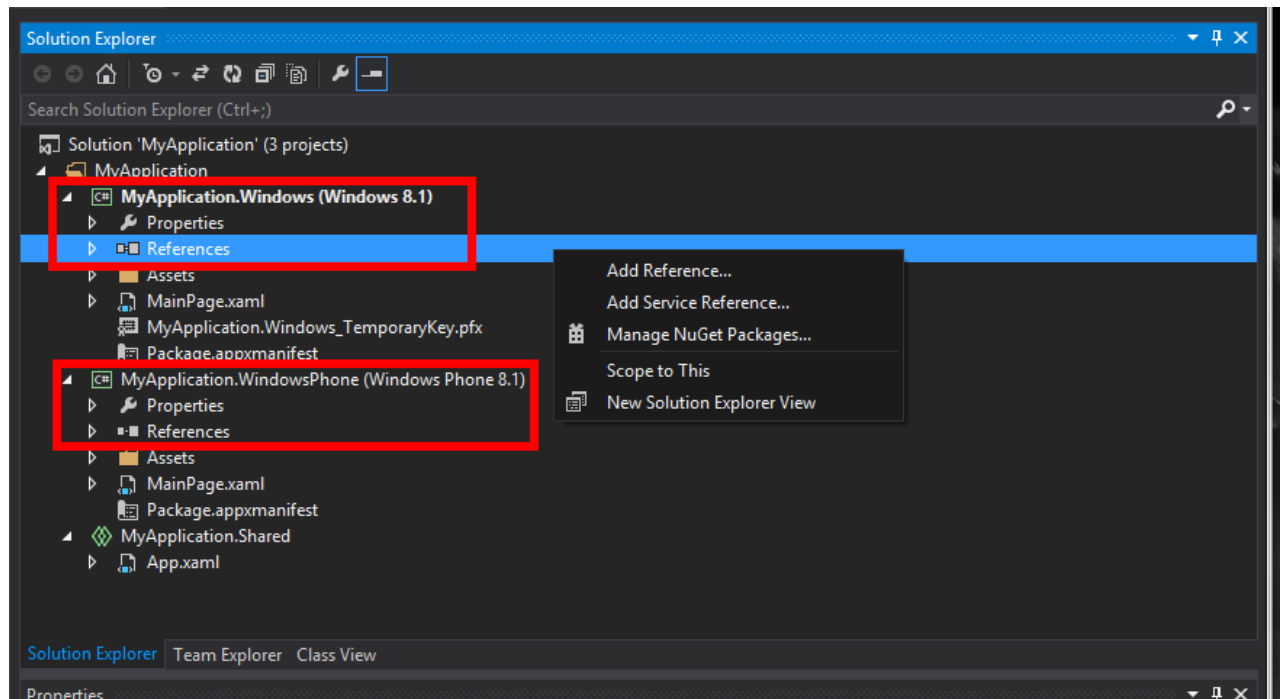 Solution Explorer
Search Solution Explorer (Ctrl+;)
Solution 'MyApplication' (3 projects)
MyApplication
C# MyApplication.Windows (Windows 8.1)
Properties
References
Assets
MainPage.xaml
MyApplication.Windows_TemporaryKey.pfx
Package.appxmanifest
C# MyApplication.WindowsPhone (Windows Phone 8.1)
Properties
References
Assets
MainPage.xaml
Package.appxmanifest
MyApplication.Shared
App.xaml
Add Reference...
Add Service Reference...
Manage NuGet Packages...
Scope to This
New Solution Explorer View
Solution Explorer Team Explorer Class View
Properties